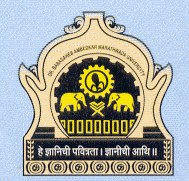 DR. BABASAHEB AMBEDKAR MARATHWADA UNIVERSITY
हे ज्ञानिची पवित्रता । ज्ञानीची आथि ॥